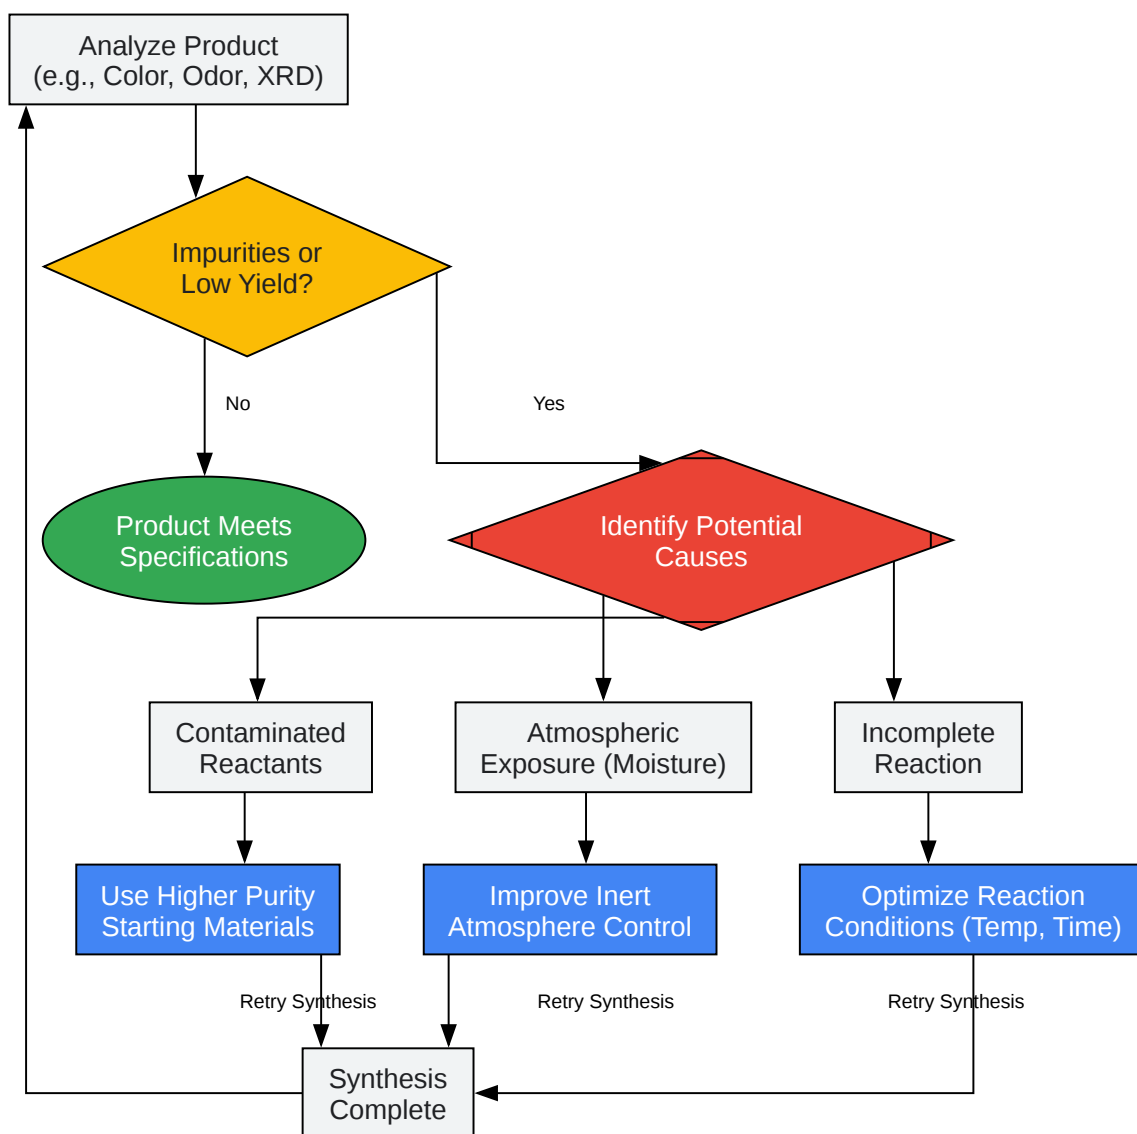 Analyze Product
(e.g., Color, Odor, XRD)
Impurities or
Low Yield?
No
Yes
Product Meets
Specifications
Identify Potential
Causes
Contaminated
Reactants
Atmospheric
Exposure (Moisture)
Incomplete
Reaction
Use Higher Purity
Starting Materials
Improve Inert
Atmosphere Control
Optimize Reaction
Conditions (Temp, Time)
Retry Synthesis
Retry Synthesis
Retry Synthesis
Synthesis
Complete